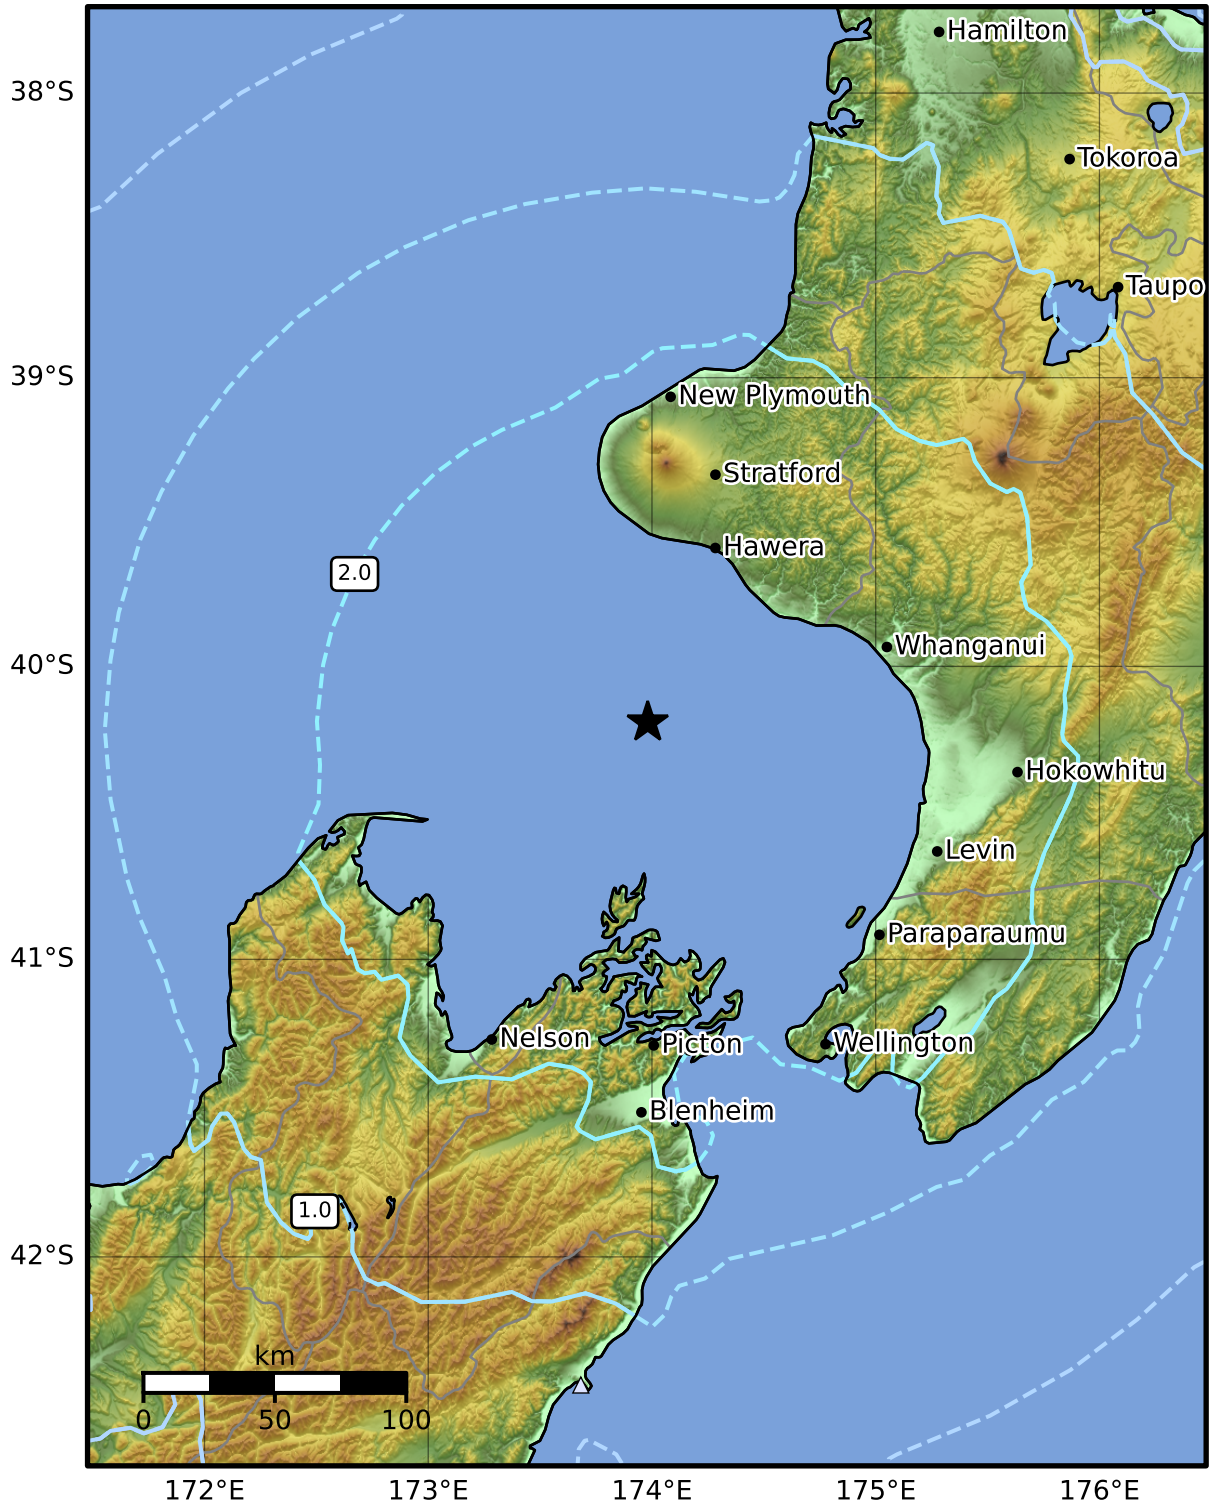 Hamilton
38°S
Tokoroa
Taupo
39°S
New Plymouth
Stratford
Hawera
2.0
Whanganui
40°S
Hokowhitu
Levin
Paraparaumu
41°S
Nelson
Picton
Wellington
Blenheim
1.0
42°S
km
0 50 100
172°E 173°E 174°E 175°E 176°E